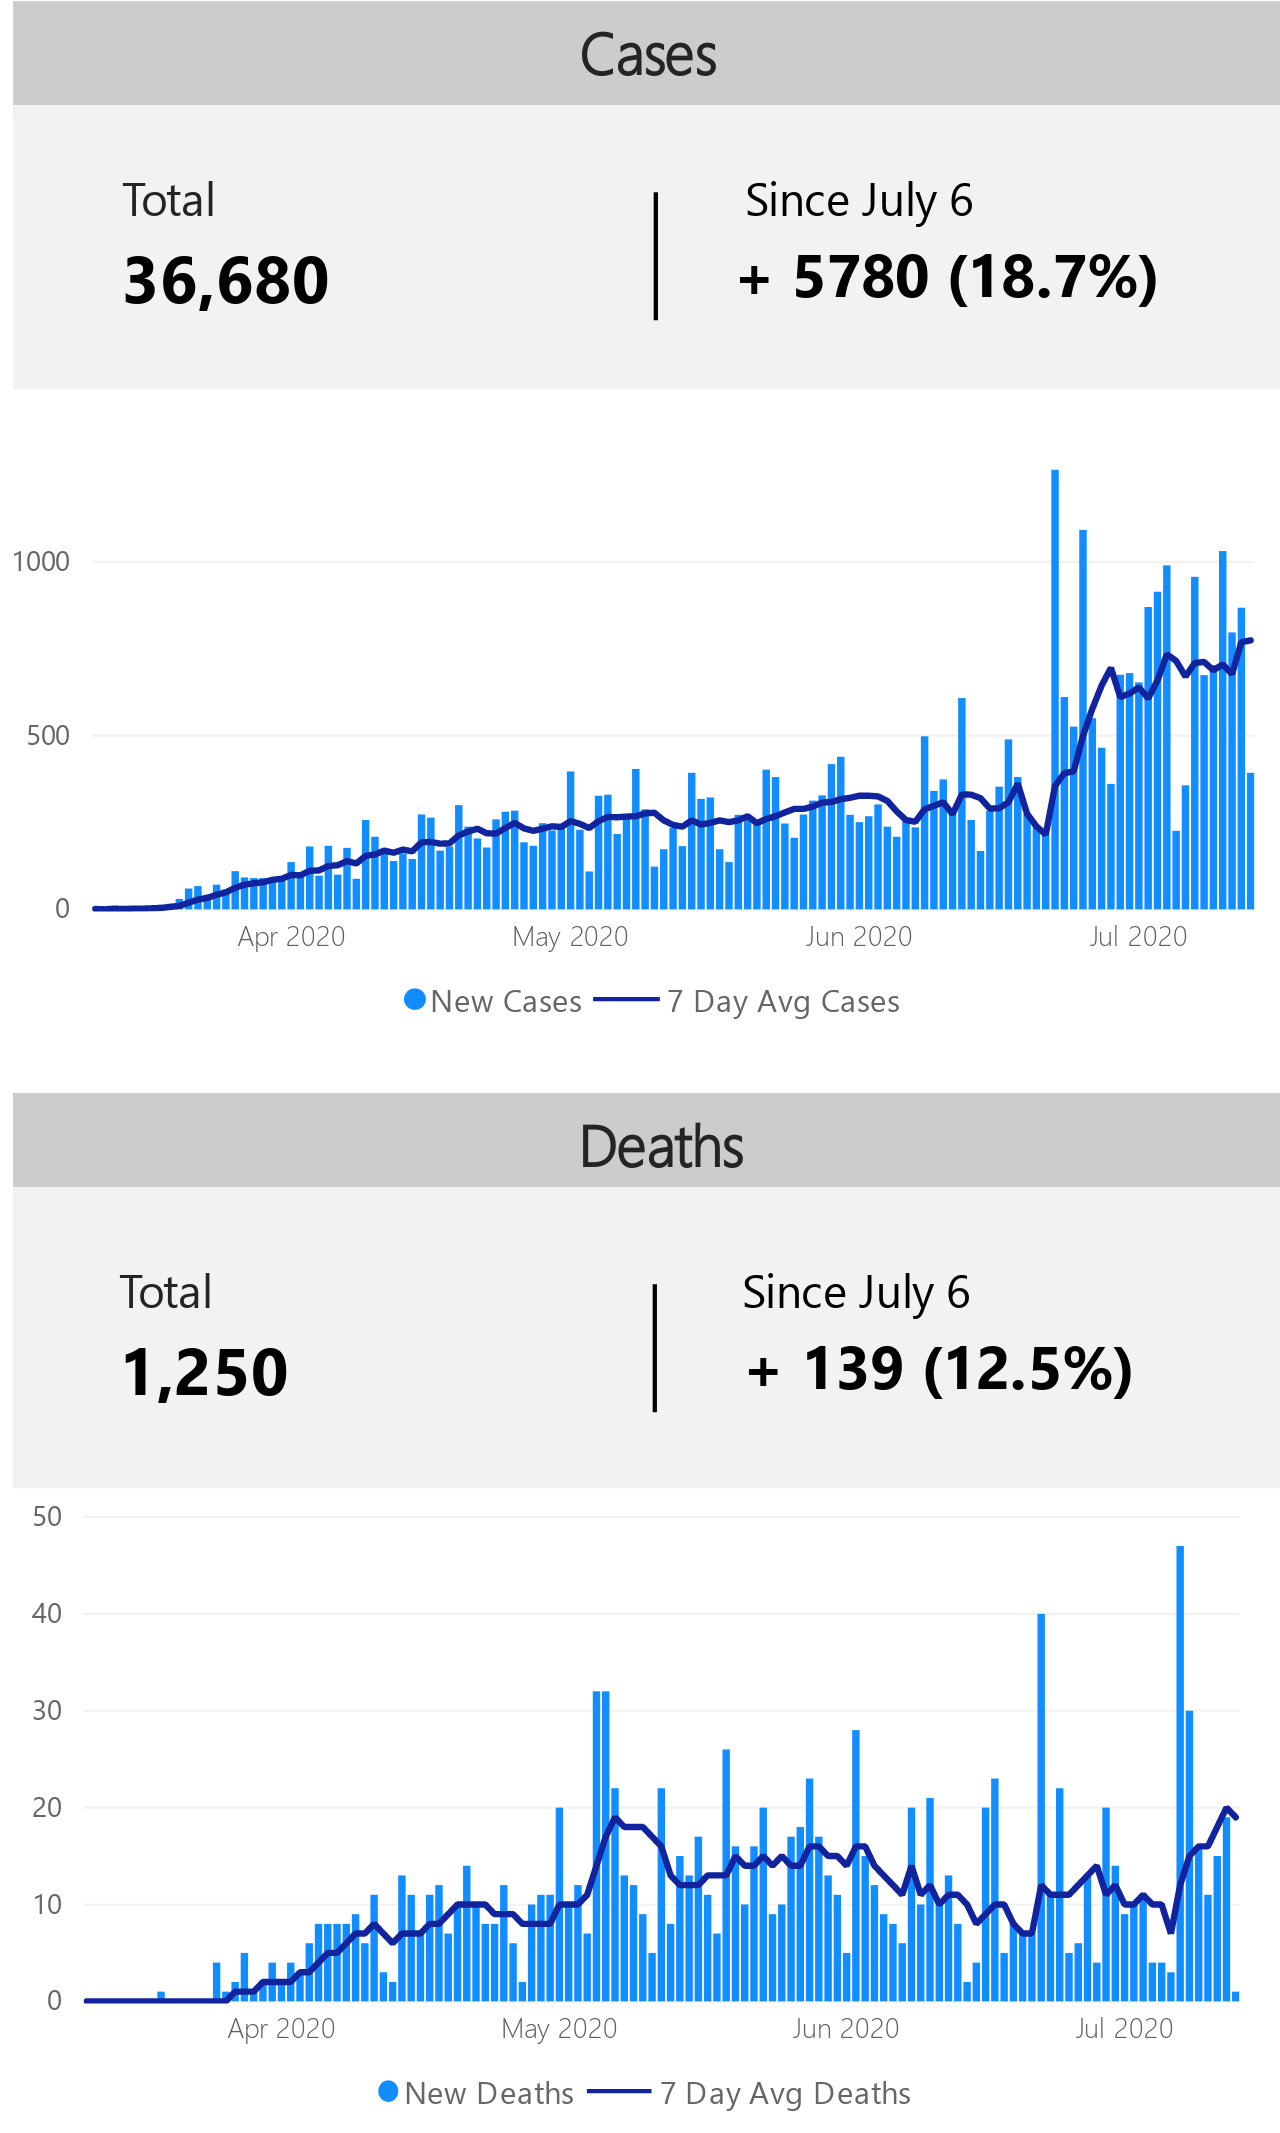 Cases
Total
Since July 6
36,680
+ 5780 (18.7%)
1000
500
0
Apr 2020
May 2020
Jun 2020
Jul 2020
New Cases
7 Day Avg Cases
Deaths
Total
Since July 6
1,250
+ 139 (12.5%)
50
40
30
20
10
0
Apr 2020
May 2020
Jun 2020
Jul 2020
New Deaths
7 Day Avg Deaths